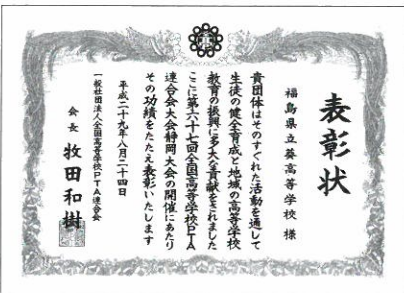 表彰状
福島県立葵高等学校 様
貴団体はそのすぐれた活動を通して
生徒の健全育成と地域の高等学校
教育の振興に多大な貢献をされました
ここに第六十七回全国高等学校PTA
連合会大会静岡大会の開催にあたり
その功績をたたえ表彰いたします
平成二十九年八月二十四日
一般社団法人全国高等学校PTA連合会
会長 牧田和樹